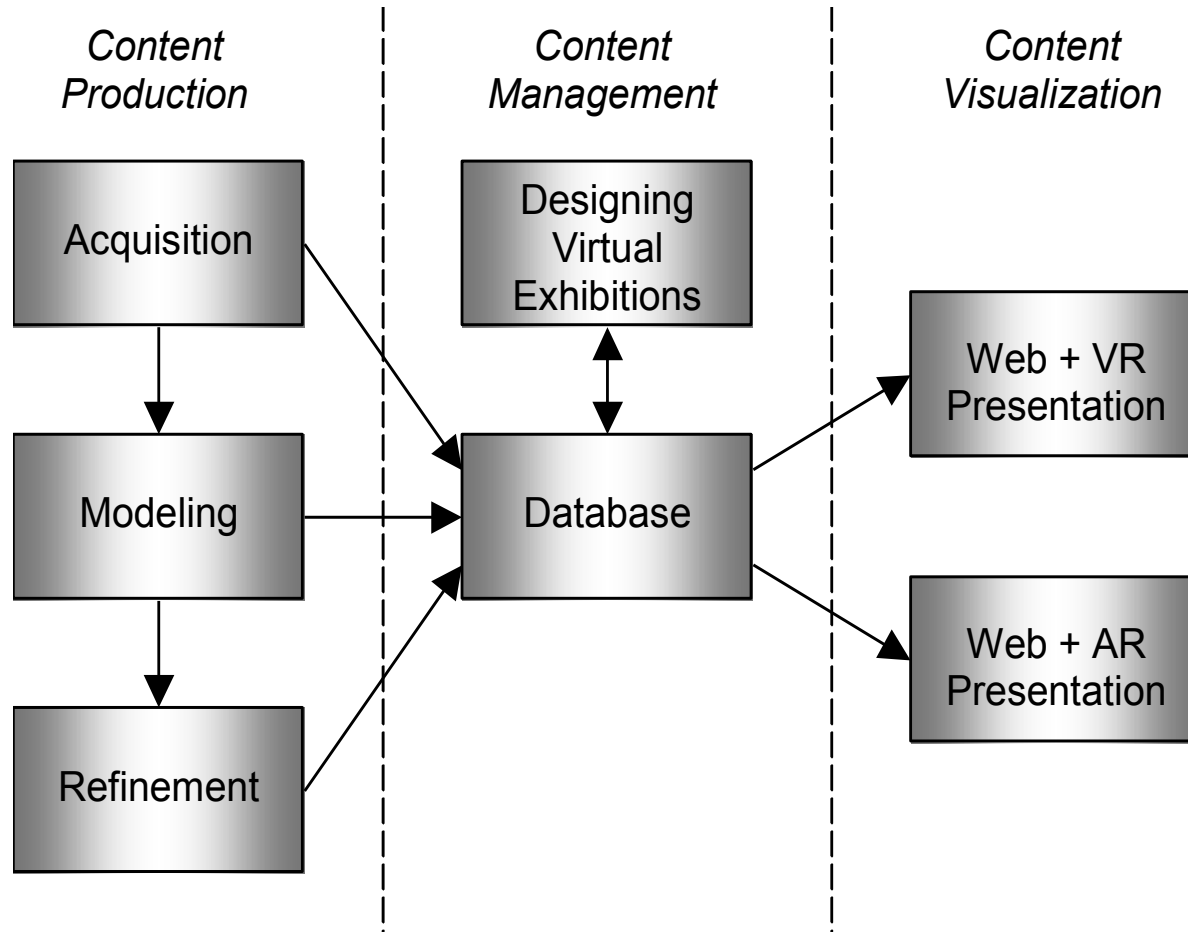 Content
Production
Content
Management
Content
Visualization
Acquisition
Designing
Virtual
Exhibitions
Web + VR
Presentation
Modeling
Database
Web + AR
Presentation
Refinement